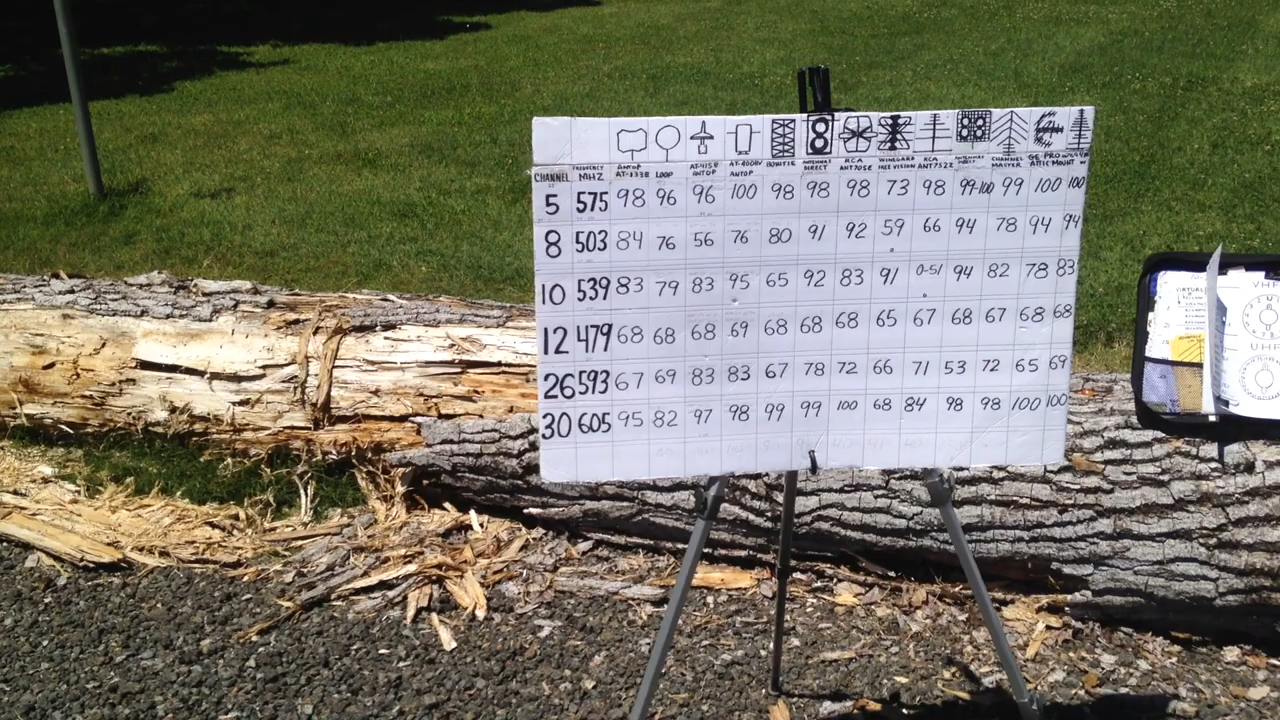 CHANNEL FREQUENCY MHZ ANTOP AT-133B LOOP AT-415B ANTOP AT-400BV ANTOP BOWTIE ANTENNAS DIRECT RCA ANT705E WINEGARD FREEVISION RCA ANT752Z ANTENNAS DIRECT CHANNEL MASTER GE PRO ATTIC MOUNT
5 575 98 96 96 100 98 98 98 73 98 99-100 99 100 100
8 503 84 76 56 76 80 91 92 59 66 94 78 94 94
10 539 83 79 83 95 65 92 83 91 0-51 94 82 78 83
12 479 68 68 68 69 68 68 68 65 67 68 67 68 68
26 593 67 69 83 83 67 78 72 66 71 53 72 65 69
30 605 95 82 97 98 99 99 100 68 84 98 98 100 100
VIRTUAL
VHF
UHF